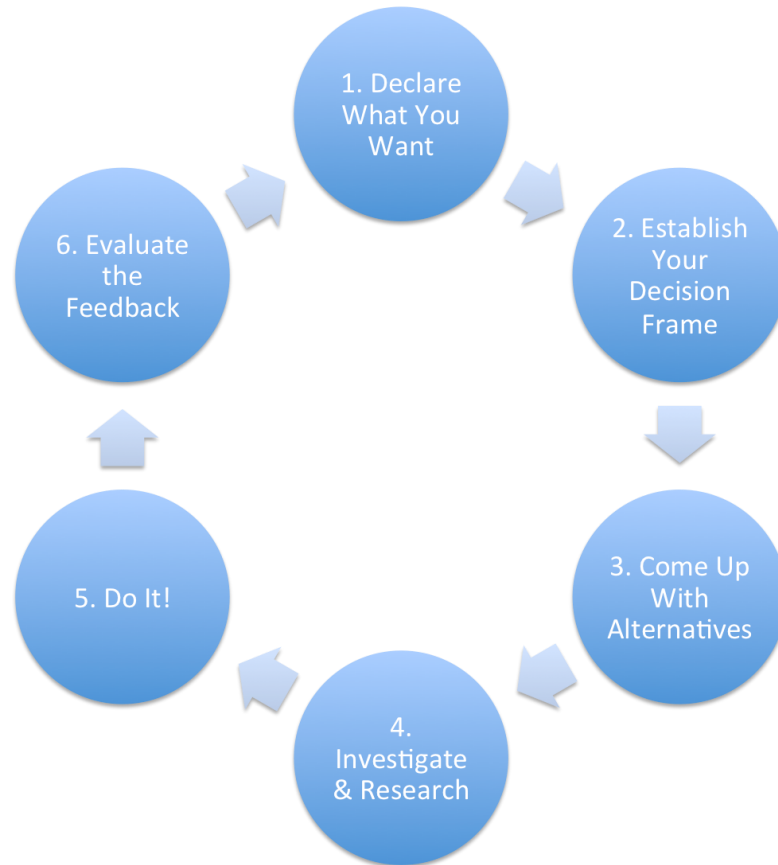 1. Declare
What You
Want
2. Establish
Your
Decision
Frame
3. Come Up
With
Alternatives
4.
Investigate
& Research
5. Do It!
6. Evaluate
the
Feedback